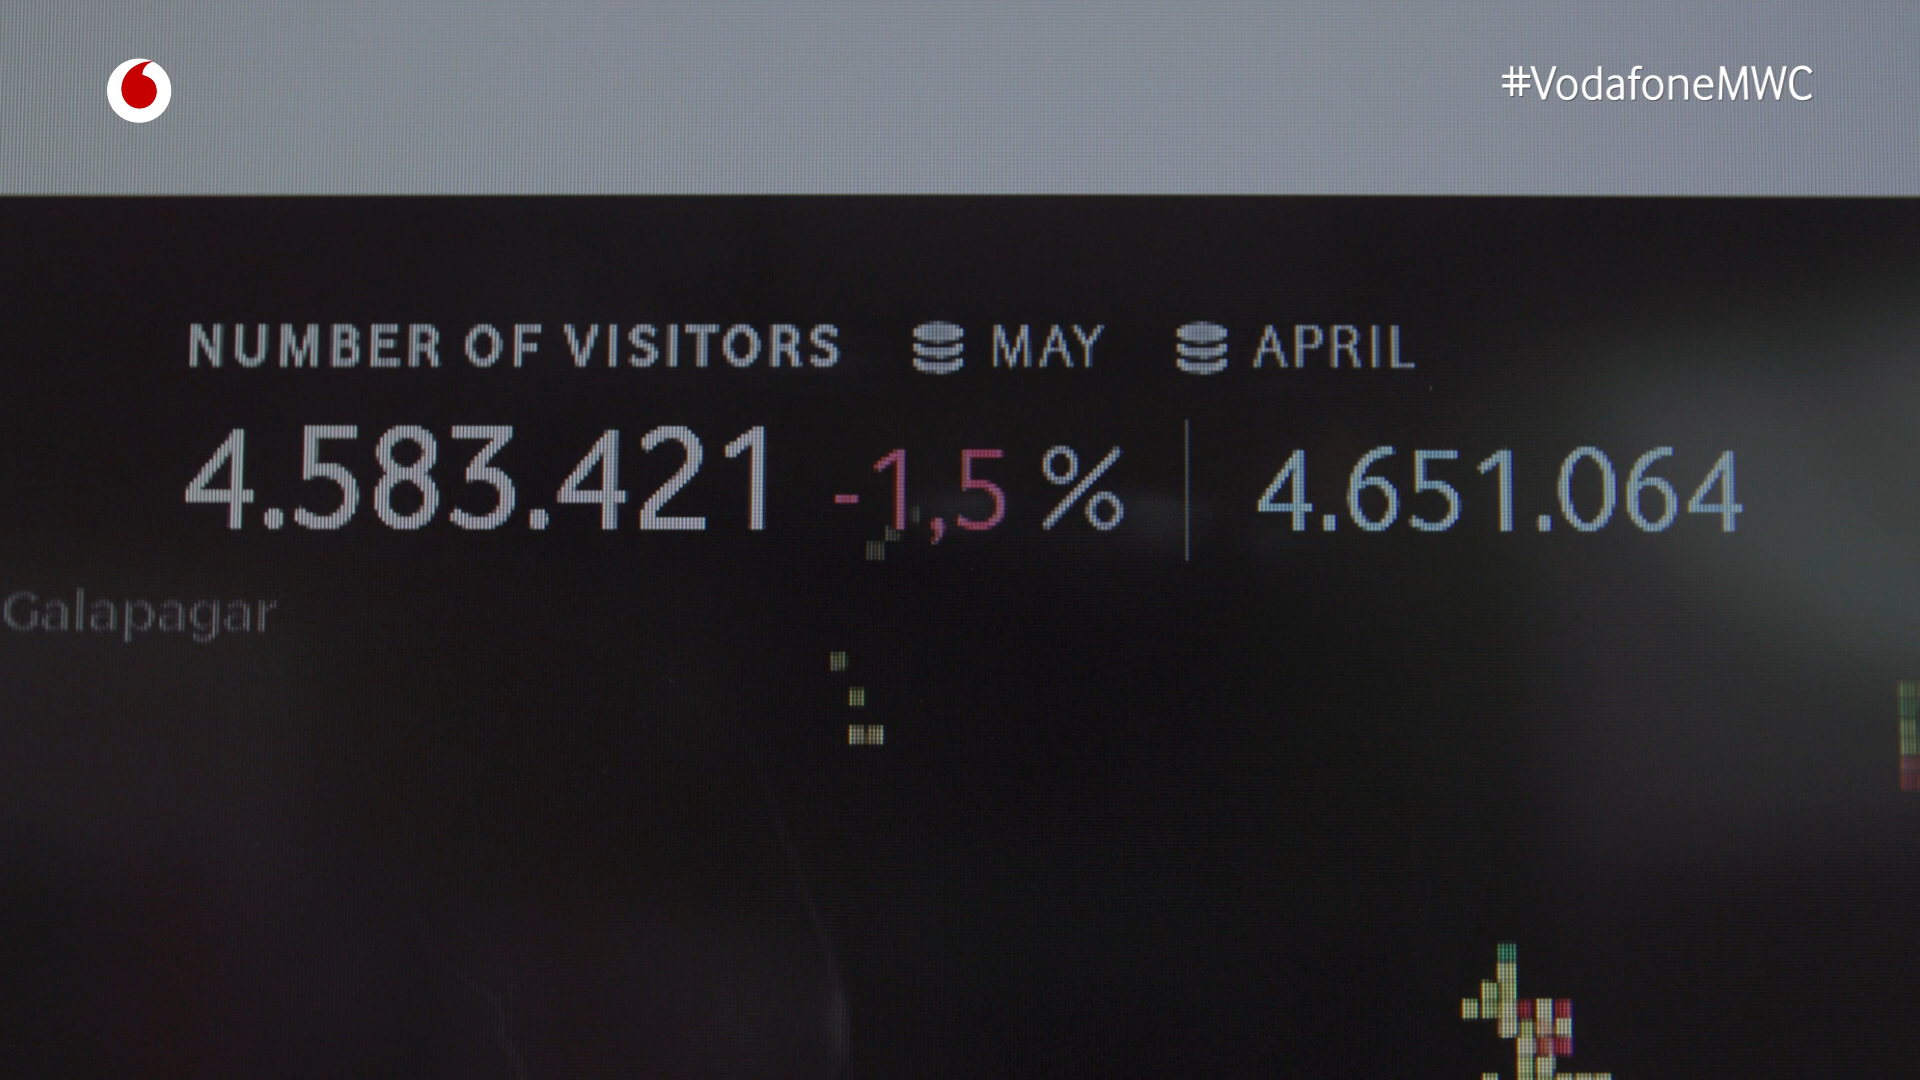 #VodafoneMWC
NUMBER OF VISITORS MAY APRIL
4.583.421 -1,5 % 4.651.064
Galapagar